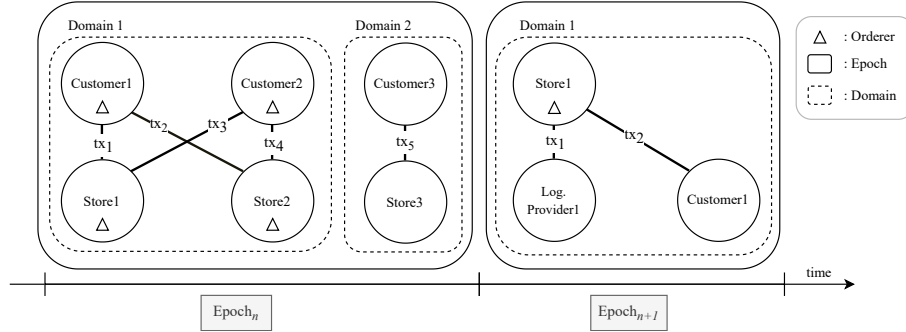 Domain 1
Domain 2
Customer1
Customer2
Customer3
tx1
tx2
tx3
tx4
tx5
Store1
Store2
Store3
Domain 1
Store1
tx1
tx2
Log.
Provider1
Customer1
: Orderer
: Epoch
: Domain
time
Epochn
Epochn+1